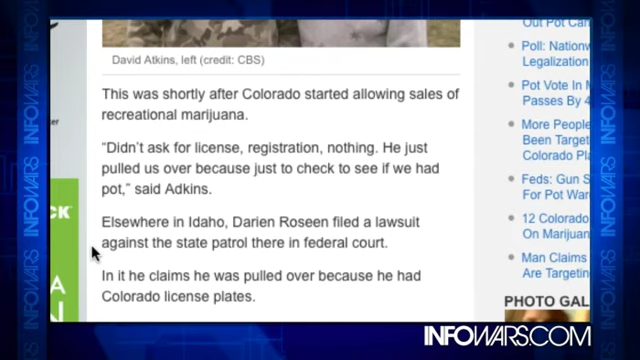 David Atkins, left (credit: CBS)
This was shortly after Colorado started allowing sales of
recreational marijuana.
“Didn’t ask for license, registration, nothing. He just
pulled us over because just to check to see if we had
pot,” said Adkins.
Elsewhere in Idaho, Darien Roseen filed a lawsuit
against the state patrol there in federal court.
In it he claims he was pulled over because he had
Colorado license plates.
Out Pot Car
Poll: Nationw
Legalization
Pot Vote In M
Passes By 4
More People
Been Target
Colorado Pla
Feds: Gun S
For Pot War
12 Colorado
On Marijuan
Man Claims
Are Targetin
PHOTO GAL
INFOWARS
INFOWARS
INFOWARS
INFOWARS
INFOWARS.COM